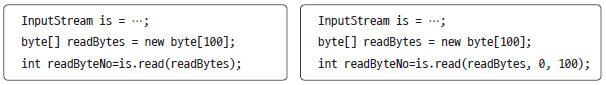 InputStream is = …;
byte[] readBytes = new byte[100];
int readByteNo=is.read(readBytes);
InputStream is = …;
byte[] readBytes = new byte[100];
int readByteNo=is.read(readBytes, 0, 100);